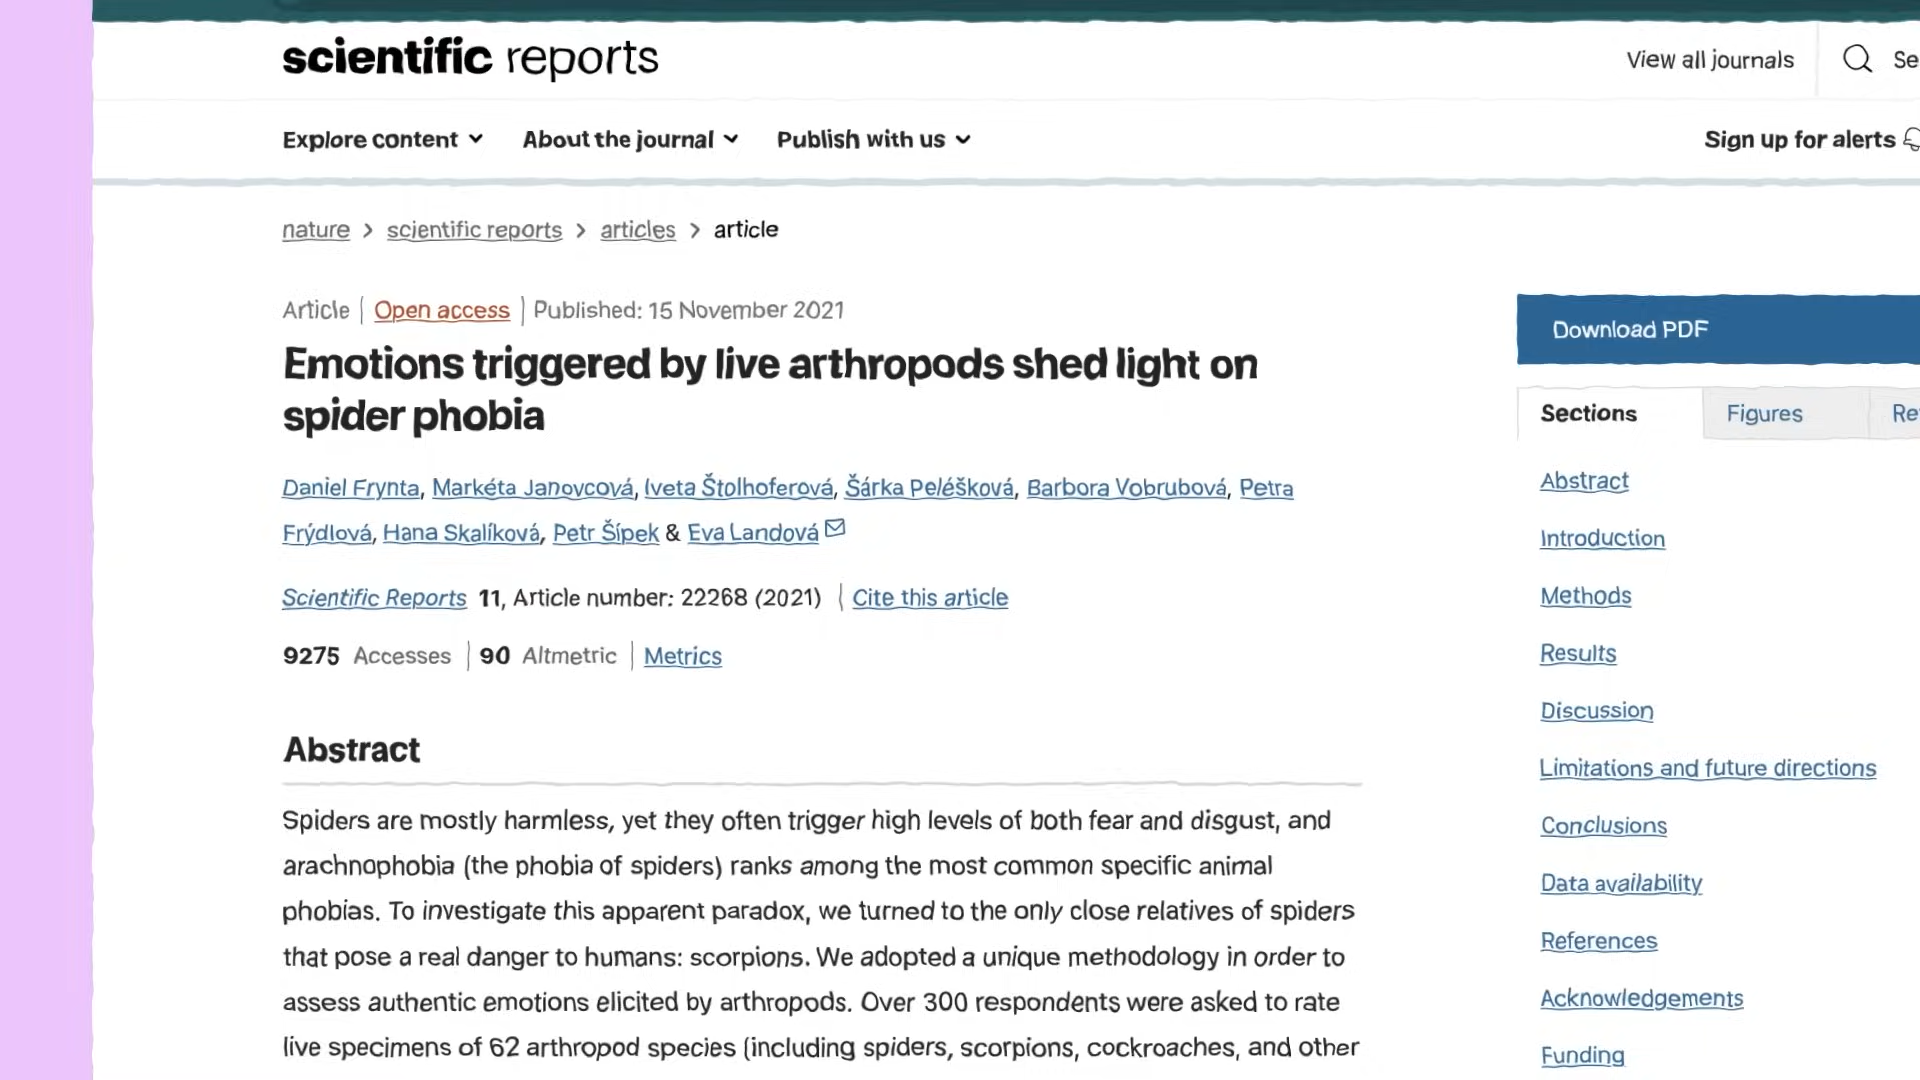 scientific reports
View all journals
Se
Explore content
About the journal
Publish with us
Sign up for alerts
nature > scientific reports > articles > article
Article | Open access | Published: 15 November 2021
Emotions triggered by live arthropods shed light on
spider phobia
Daniel Frynta, Markéta Janovcová, Iveta Štolhoferová, Šárka Peléšková, Barbora Vobrubová, Petra
Frýdlová, Hana Skalíková, Petr Šípek & Eva Landová
Scientific Reports 11, Article number: 22268 (2021) | Cite this article
9275 Accesses | 90 Altmetric | Metrics
Abstract
Spiders are mostly harmless, yet they often trigger high levels of both fear and disgust, and
arachnophobia (the phobia of spiders) ranks among the most common specific animal
phobias. To investigate this apparent paradox, we turned to the only close relatives of spiders
that pose a real danger to humans: scorpions. We adopted a unique methodology in order to
assess authentic emotions elicited by arthropods. Over 300 respondents were asked to rate
live specimens of 62 arthropod species (including spiders, scorpions, cockroaches, and other
Download PDF
Sections
Figures
Re
Abstract
Introduction
Methods
Results
Discussion
Limitations and future directions
Conclusions
Data availability
References
Acknowledgements
Funding